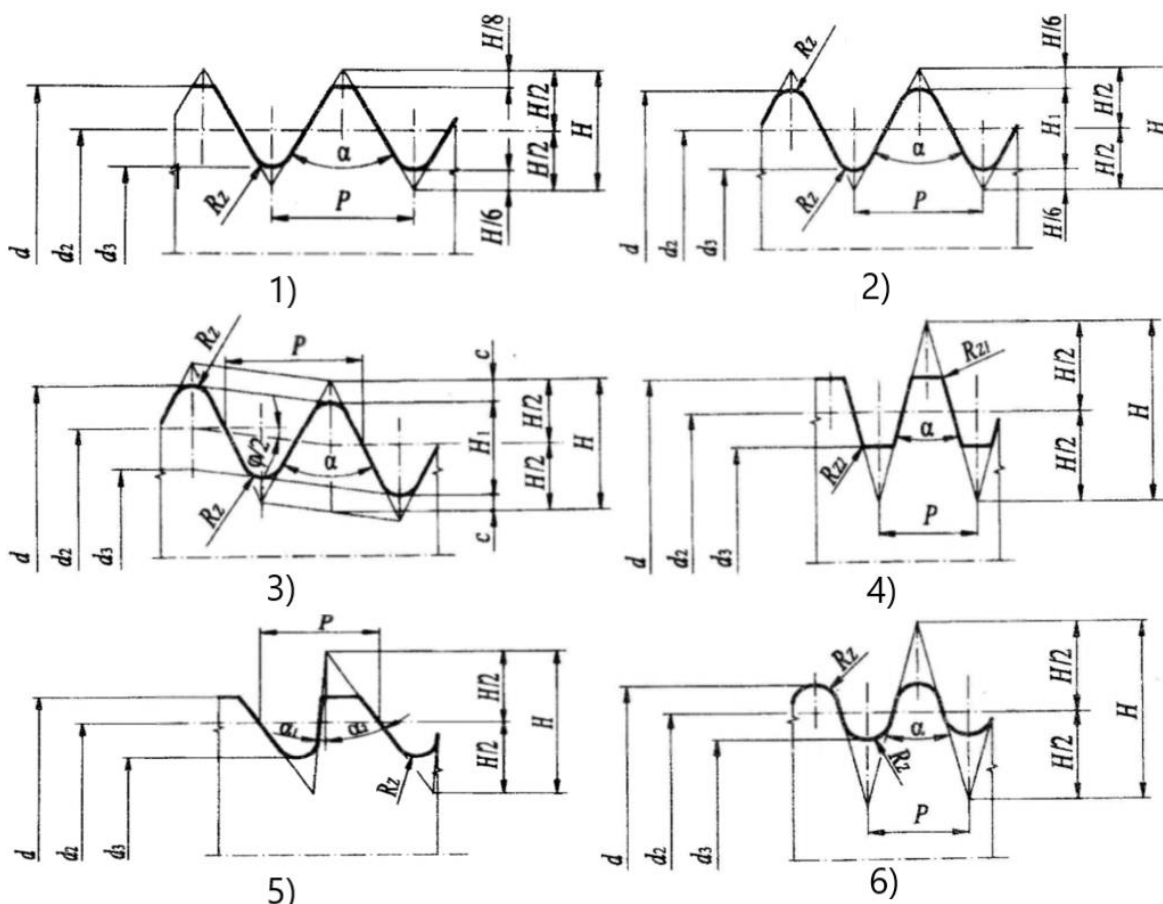 H/8
H/2
H
H/2
H/6
d
d2
d3
Rz
α
P
1)
Rz
H/6
H/2
H1
H
H/2
H/6
d
d2
d3
Rz
α
P
2)
Rz
P
c
H/2
H1
H
H/2
c
d
d2
d3
φ/2
α
Rz
3)
Rz1
H/2
H
H/2
d
d2
d3
Rz2
α
P
4)
P
H/2
H
H/2
d
d2
d3
α1
α2
Rz
5)
Rz
H/2
H
H/2
d
d2
d3
α
Rz
P
6)